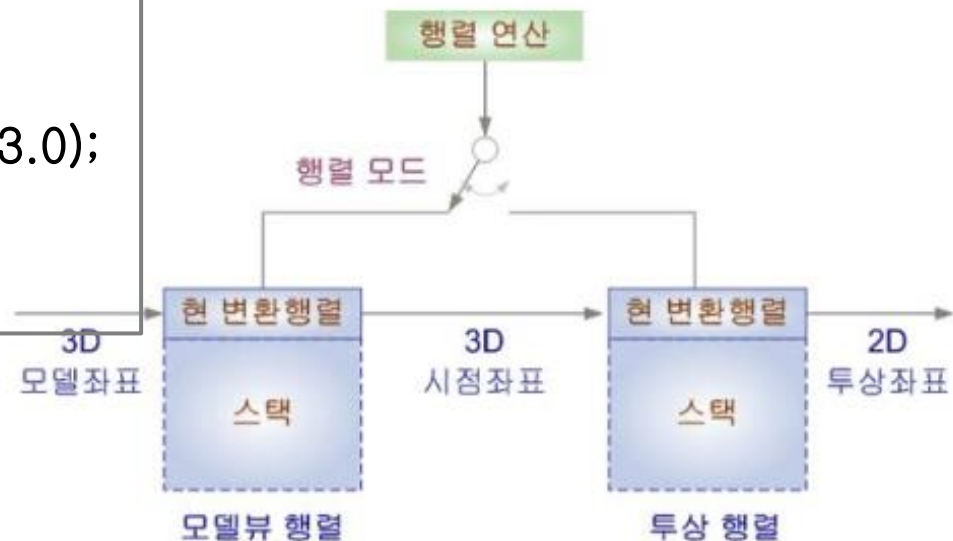 행렬 연산
3.0);
행렬 모드
현 변환행렬
현 변환행렬
3D
모델좌표
3D
시점좌표
2D
투상좌표
스택
스택
모델뷰 행렬
투상 행렬